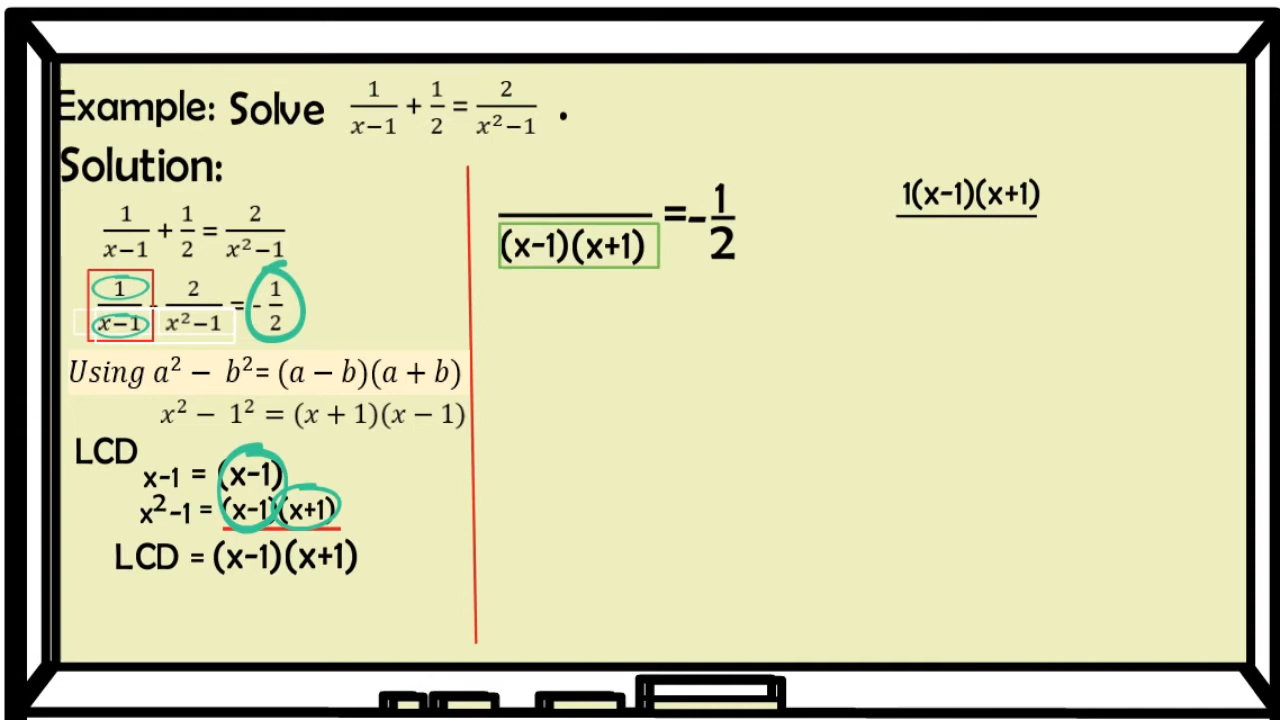 Example: Solve 1/(x−1) + 1/2 = 2/(x²−1) .
Solution:
1/(x−1) + 1/2 = 2/(x²−1)
1/(x−1) - 2/(x²−1) = - 1/2
Using a² − b²= (a − b)(a + b)
x² − 1² = (x + 1)(x − 1)
LCD
x-1 = (x-1)
x²-1 = (x-1)(x+1)
LCD = (x-1)(x+1)
/(x-1)(x+1) =- 1/2
1(x-1)(x+1)